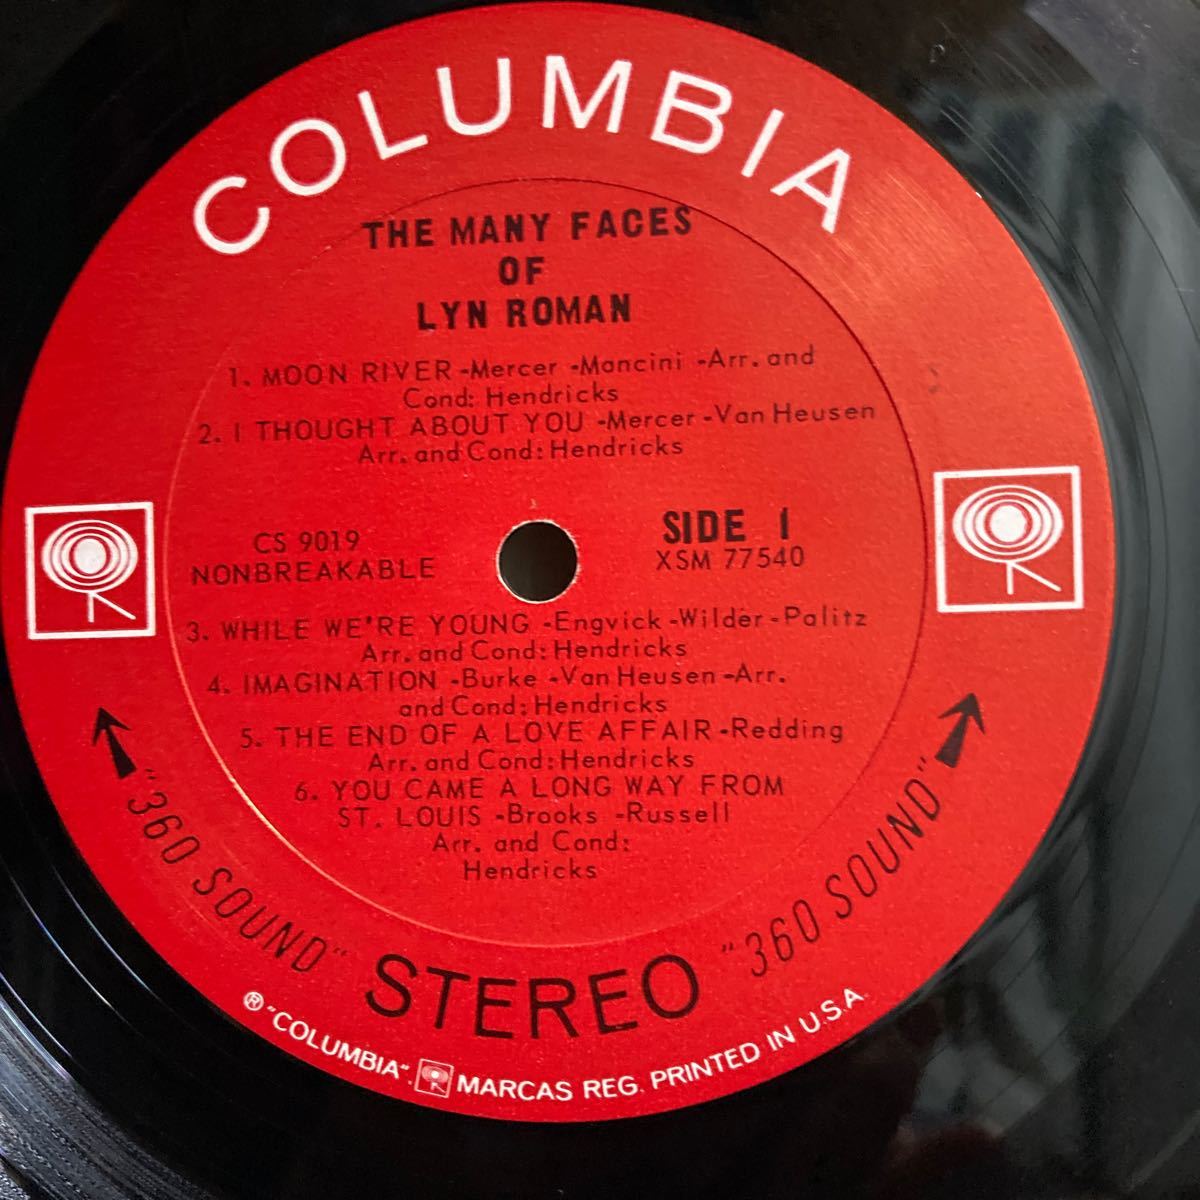 COLUMBIA
THE MANY FACES
OF
LYN ROMAN
1. MOON RIVER -Mercer -Mancini -Arr. and
Cond: Hendricks
2. I THOUGHT ABOUT YOU -Mercer -Van Heusen
Arr. and Cond: Hendricks
CS 9019
NONBREAKABLE
SIDE 1
XSM 77540
3. WHILE WE'RE YOUNG -Engvick -Wilder -Palitz
Arr. and Cond: Hendricks
4. IMAGINATION -Burke -Van Heusen -Arr.
and Cond: Hendricks
5. THE END OF A LOVE AFFAIR -Redding
Arr. and Cond: Hendricks
6. YOU CAME A LONG WAY FROM
ST. LOUIS -Brooks -Russell
Arr. and Cond:
Hendricks
"360 SOUND" STEREO "360 SOUND"
® "COLUMBIA", MARCAS REG. PRINTED IN U.S.A.